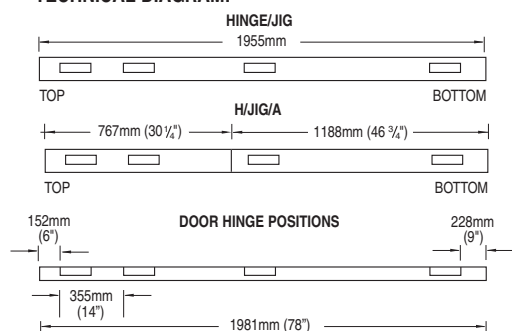 HINGE/JIG
1955mm
TOP BOTTOM
H/JIG/A
767mm (30 ¼") 1188mm (46 ¾")
TOP BOTTOM
152mm
(6")
DOOR HINGE POSITIONS
228mm
(9")
355mm
(14”)
1981mm (78”)